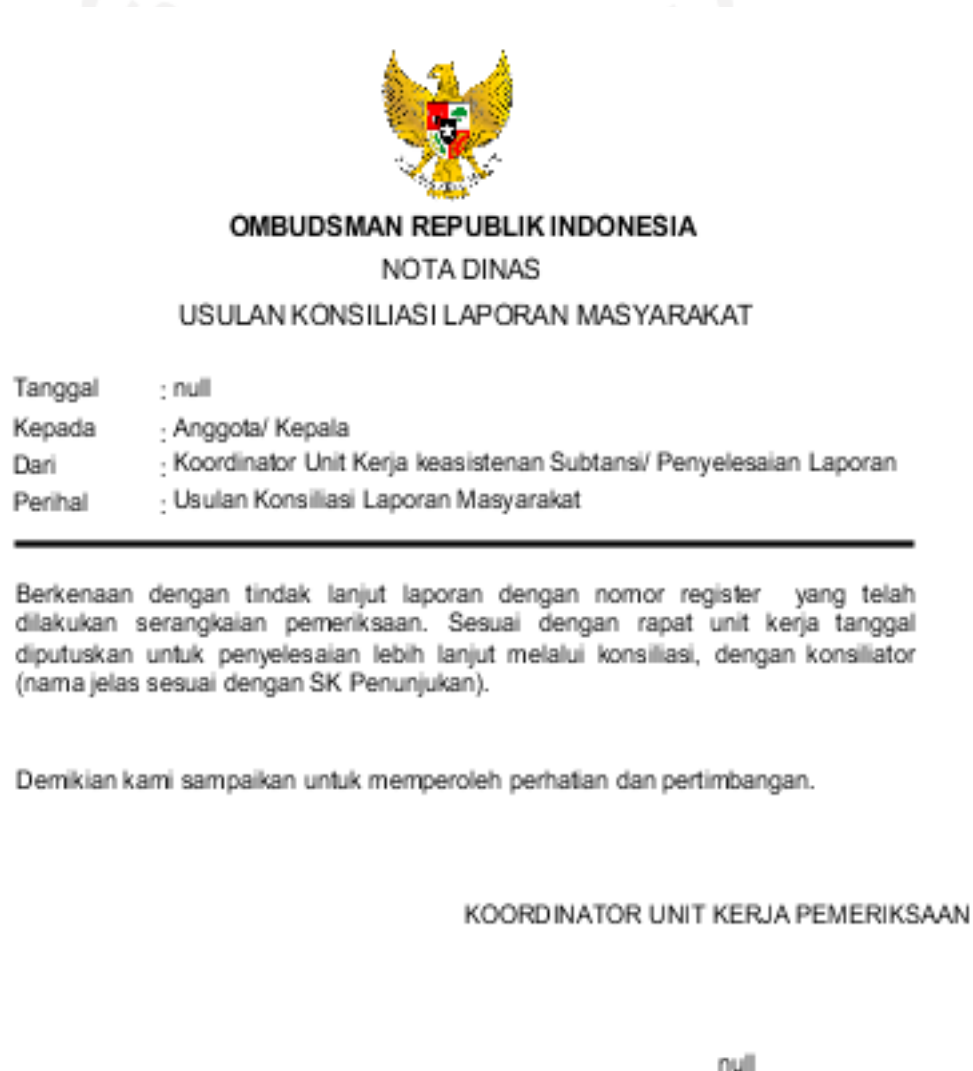 OMBUDSMAN REPUBLIK INDONESIA
NOTA DINAS
USULAN KONSILIASI LAPORAN MASYARAKAT
Tanggal : null
Kepada : Anggota/ Kepala
Dari : Koordinator Unit Kerja keasistenan Subtansi/ Penyelesaian Laporan
Perihal : Usulan Konsiliasi Laporan Masyarakat
Berkenaan dengan tindak lanjut laporan dengan nomor register yang telah
dilakukan serangkaian pemeriksaan. Sesuai dengan rapat unit kerja tanggal
diputuskan untuk penyelesaian lebih lanjut melalui konsiliasi, dengan konsiliator
(nama jelas sesuai dengan SK Penunjukan).
Demikian kami sampaikan untuk memperoleh perhatian dan pertimbangan.
KOORDINATOR UNIT KERJA PEMERIKSAAN
null